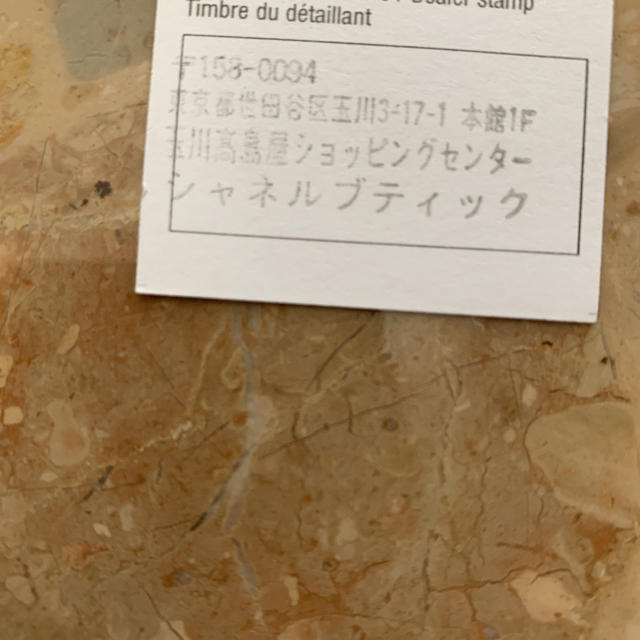 Dealer stamp
Timbre du détaillant
〒158-0094
東京都世田谷区玉川3-17-1 本館1F
玉川高島屋ショッピングセンター
シャネルブティック